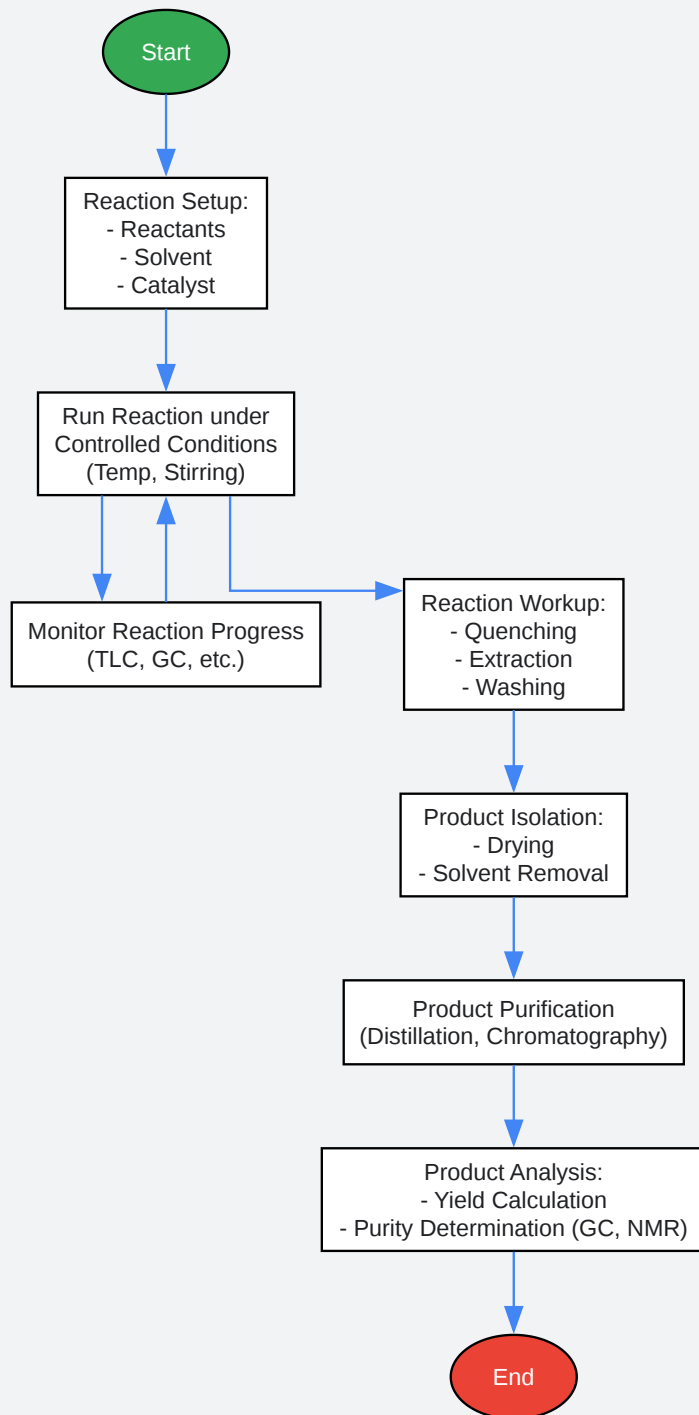 Start
Reaction Setup:
- Reactants
- Solvent
- Catalyst
Run Reaction under
Controlled Conditions
(Temp, Stirring)
Monitor Reaction Progress
(TLC, GC, etc.)
Reaction Workup:
- Quenching
- Extraction
- Washing
Product Isolation:
- Drying
- Solvent Removal
Product Purification
(Distillation, Chromatography)
Product Analysis:
- Yield Calculation
- Purity Determination (GC, NMR)
End